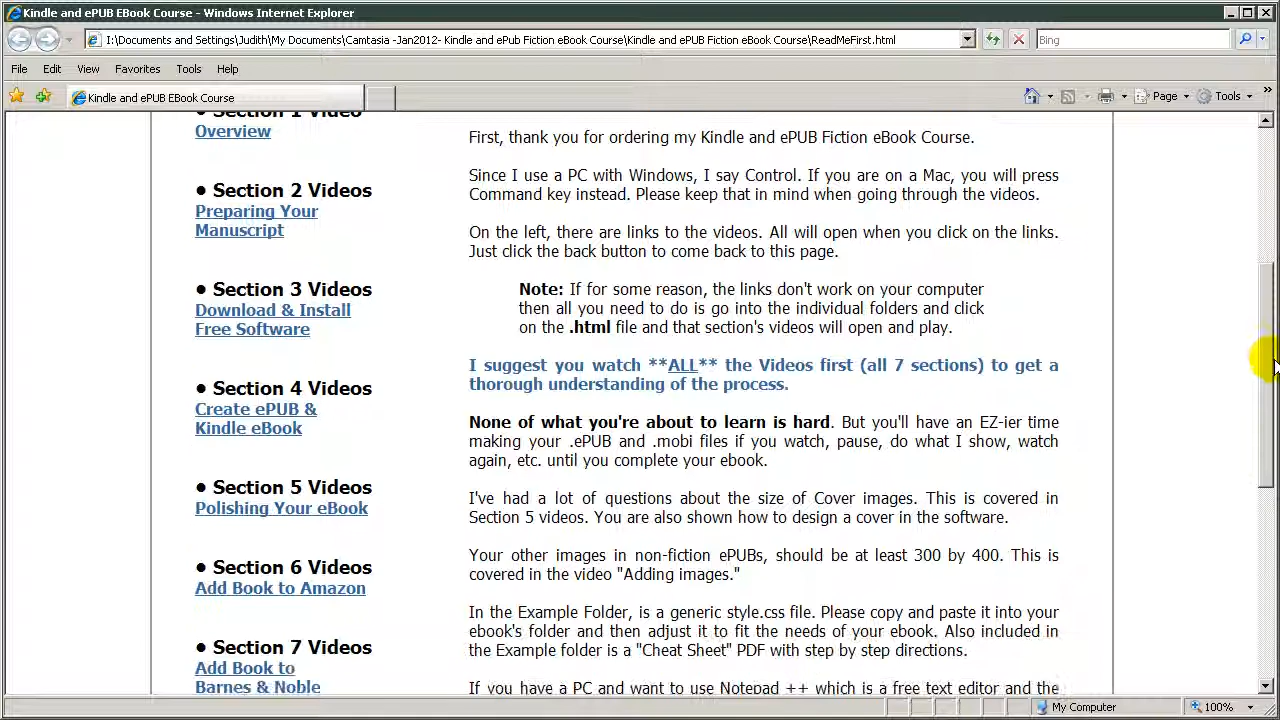 Kindle and ePUB EBook Course - Windows Internet Explorer
I:\Documents and Settings\Judith\My Documents\Camtasia -Jan2012- Kindle and ePub Fiction eBook Course\Kindle and ePUB Fiction eBook Course\ReadMeFirst.html
Bing
File Edit View Favorites Tools Help
Kindle and ePUB EBook Course
Page Tools
Overview
• Section 2 Videos
Preparing Your
Manuscript
• Section 3 Videos
Download & Install
Free Software
• Section 4 Videos
Create ePUB &
Kindle eBook
• Section 5 Videos
Polishing Your eBook
• Section 6 Videos
Add Book to Amazon
• Section 7 Videos
Add Book to
Barnes & Noble
First, thank you for ordering my Kindle and ePUB Fiction eBook Course.
Since I use a PC with Windows, I say Control. If you are on a Mac, you will press
Command key instead. Please keep that in mind when going through the videos.
On the left, there are links to the videos. All will open when you click on the links.
Just click the back button to come back to this page.
Note: If for some reason, the links don't work on your computer
then all you need to do is go into the individual folders and click
on the .html file and that section's videos will open and play.
I suggest you watch **ALL** the Videos first (all 7 sections) to get a
thorough understanding of the process.
None of what you're about to learn is hard. But you'll have an EZ-ier time
making your .ePUB and .mobi files if you watch, pause, do what I show, watch
again, etc. until you complete your ebook.
I've had a lot of questions about the size of Cover images. This is covered in
Section 5 videos. You are also shown how to design a cover in the software.
Your other images in non-fiction ePUBs, should be at least 300 by 400. This is
covered in the video "Adding images."
In the Example Folder, is a generic style.css file. Please copy and paste it into your
ebook's folder and then adjust it to fit the needs of your ebook. Also included in
the Example folder is a "Cheat Sheet" PDF with step by step directions.
If you have a PC and want to use Notepad ++ which is a free text editor and the
My Computer
100%